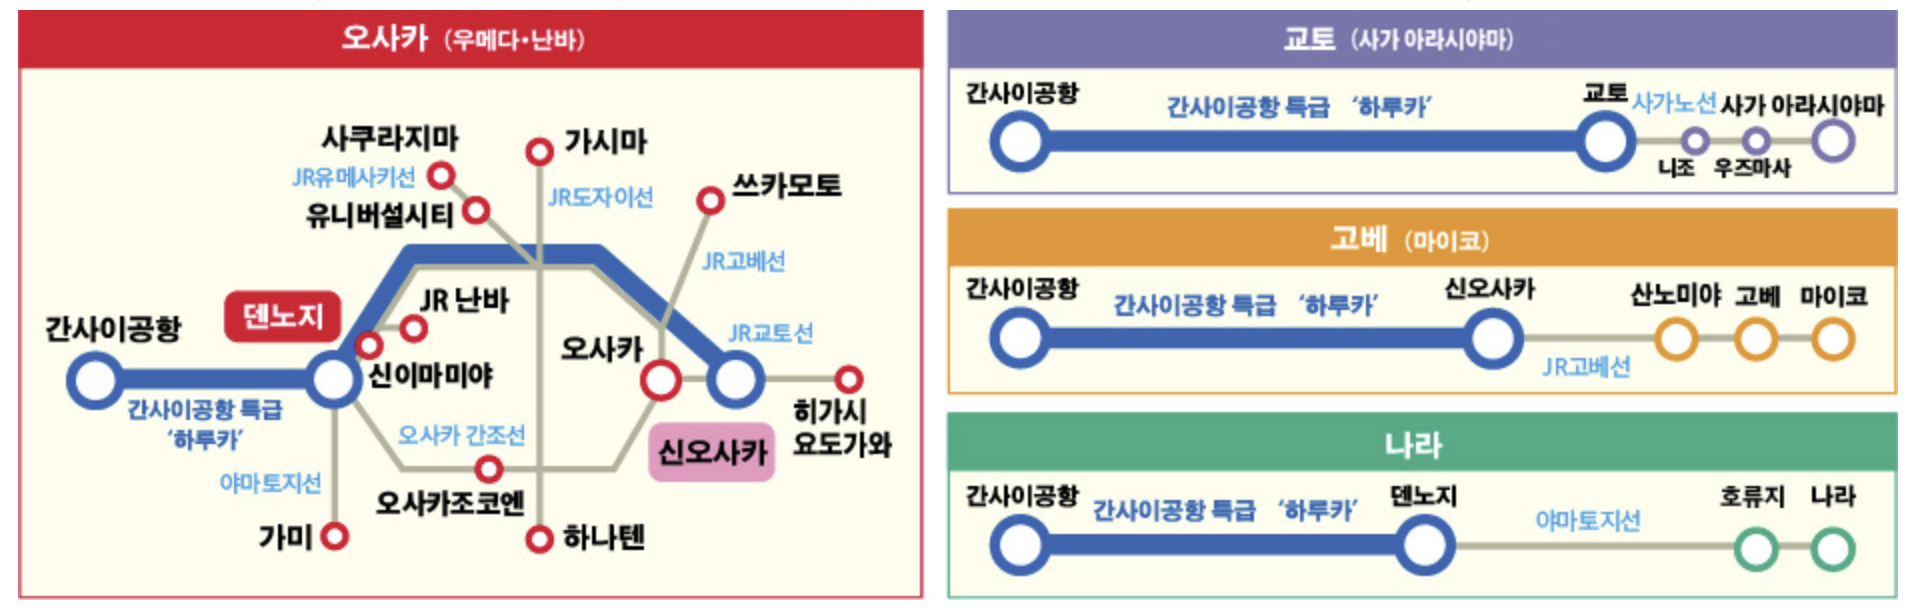 오사카 (우메다·난바)
사쿠라지마
가시마
JR유메사키선
JR도자이선
쓰카모토
유니버설시티
JR고베선
덴노지
JR 난바
간사이공항
JR교토선
오사카
신이마미야
간사이공항 특급
‘하루카’
히가시
요도가와
오사카 간조선
신오사카
야마토지선
오사카조코엔
가미
하나텐
교토 (사가 아라시야마)
간사이공항
간사이공항 특급 ‘하루카’
교토
사가노선
사가 아라시야마
니조
우즈마사
고베 (마이코)
간사이공항
간사이공항 특급 ‘하루카’
신오사카
산노미야
고베
마이코
JR고베선
나라
간사이공항
간사이공항 특급 ‘하루카’
덴노지
야마토지선
호류지
나라